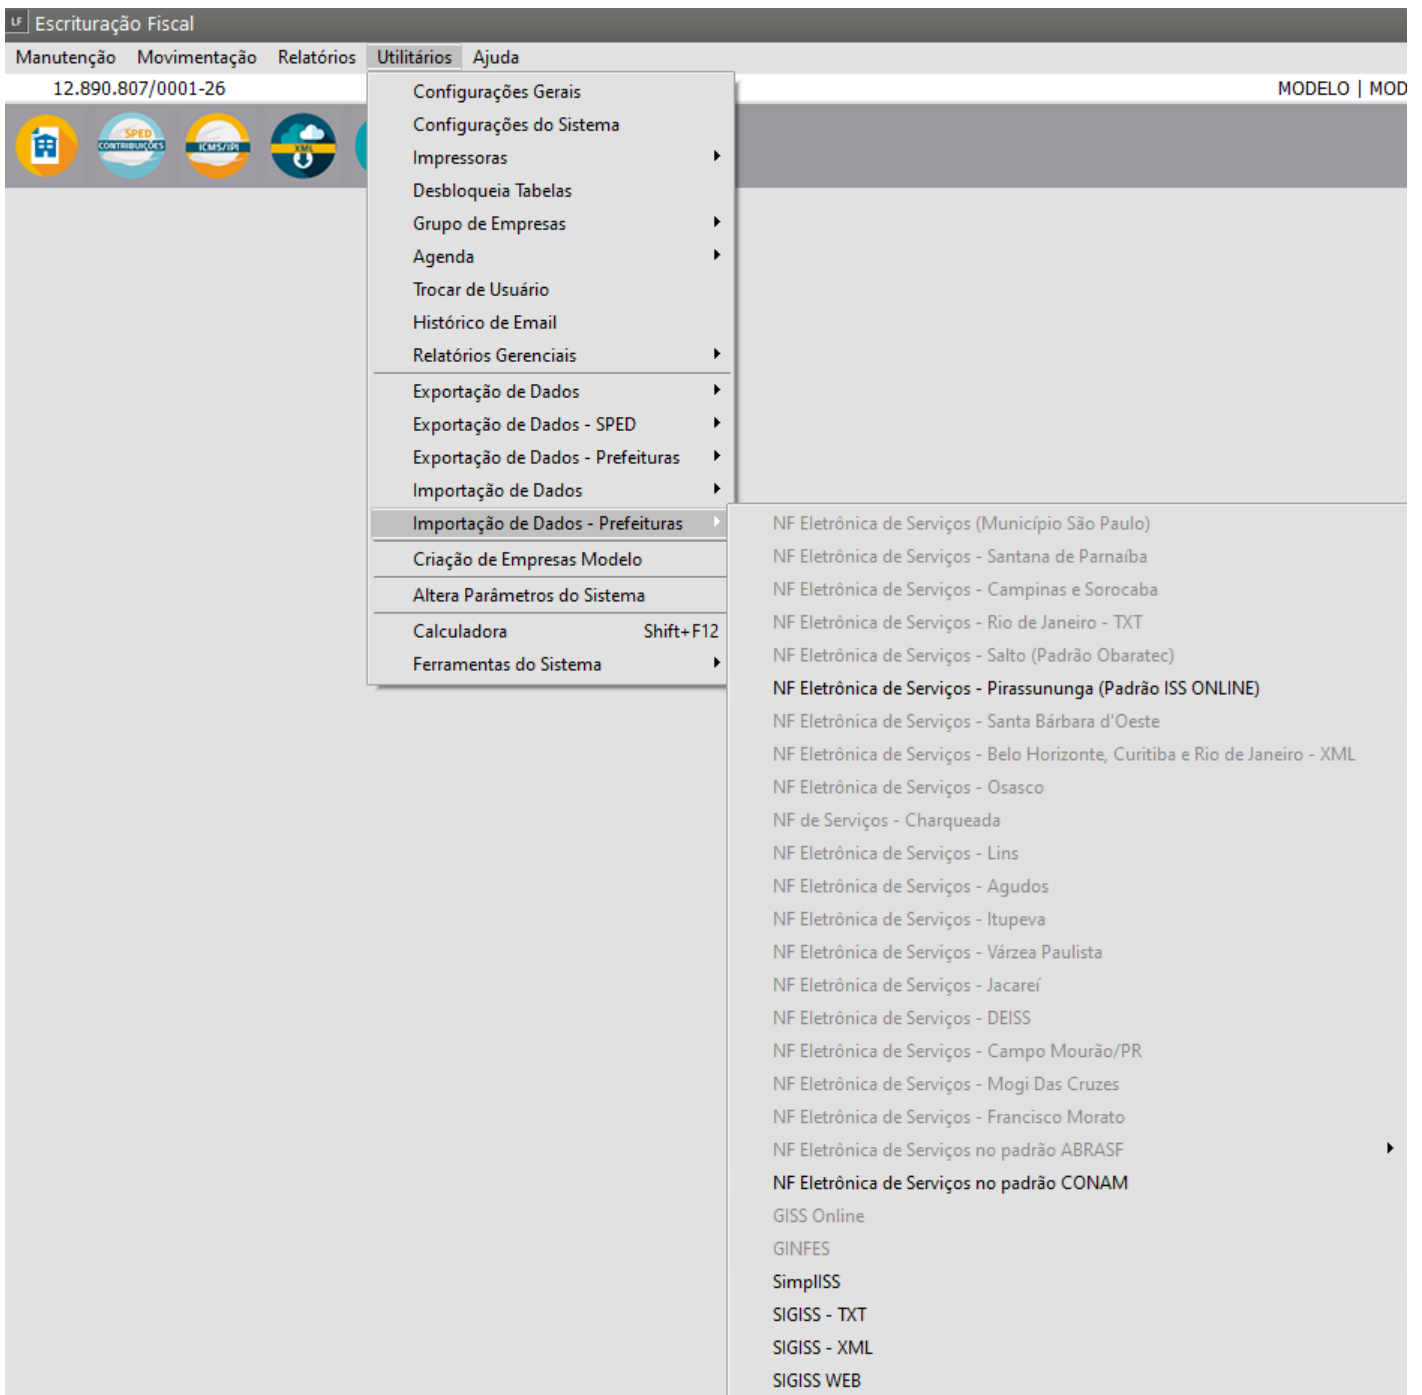 LF Escrituração Fiscal
Manutenção Movimentação Relatórios Utilitários Ajuda
12.890.807/0001-26
MODELO | MOD
SPED
CONTRIBUIÇÕES
ICMS/IPI
XML
Configurações Gerais
Configurações do Sistema
Impressoras
Desbloqueia Tabelas
Grupo de Empresas
Agenda
Trocar de Usuário
Histórico de Email
Relatórios Gerenciais
Exportação de Dados
Exportação de Dados - SPED
Exportação de Dados - Prefeituras
Importação de Dados
Importação de Dados - Prefeituras
Criação de Empresas Modelo
Altera Parâmetros do Sistema
Calculadora Shift+F12
Ferramentas do Sistema
NF Eletrônica de Serviços (Município São Paulo)
NF Eletrônica de Serviços - Santana de Parnaíba
NF Eletrônica de Serviços - Campinas e Sorocaba
NF Eletrônica de Serviços - Rio de Janeiro - TXT
NF Eletrônica de Serviços - Salto (Padrão Obaratec)
NF Eletrônica de Serviços - Pirassununga (Padrão ISS ONLINE)
NF Eletrônica de Serviços - Santa Bárbara d'Oeste
NF Eletrônica de Serviços - Belo Horizonte, Curitiba e Rio de Janeiro - XML
NF Eletrônica de Serviços - Osasco
NF de Serviços - Charqueada
NF Eletrônica de Serviços - Lins
NF Eletrônica de Serviços - Agudos
NF Eletrônica de Serviços - Itupeva
NF Eletrônica de Serviços - Várzea Paulista
NF Eletrônica de Serviços - Jacareí
NF Eletrônica de Serviços - DEISS
NF Eletrônica de Serviços - Campo Mourão/PR
NF Eletrônica de Serviços - Mogi Das Cruzes
NF Eletrônica de Serviços - Francisco Morato
NF Eletrônica de Serviços no padrão ABRASF
NF Eletrônica de Serviços no padrão CONAM
GISS Online
GINFES
SimplISS
SIGISS - TXT
SIGISS - XML
SIGISS WEB